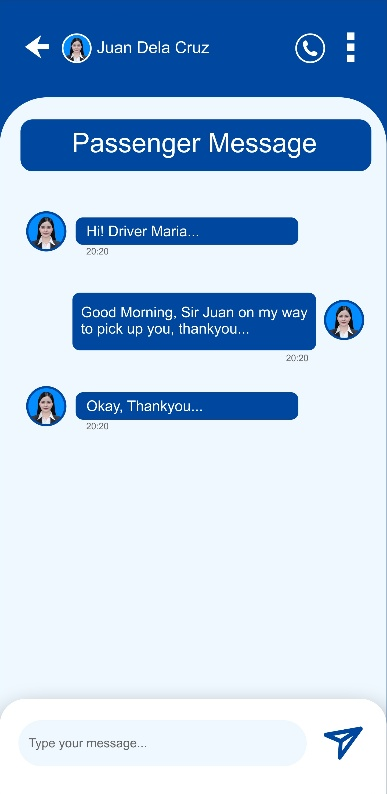 Juan Dela Cruz
Passenger Message
Hi! Driver Maria...
20:20
Good Morning, Sir Juan on my way
to pick up you, thankyou...
20:20
Okay, Thankyou...
20:20
Type your message...